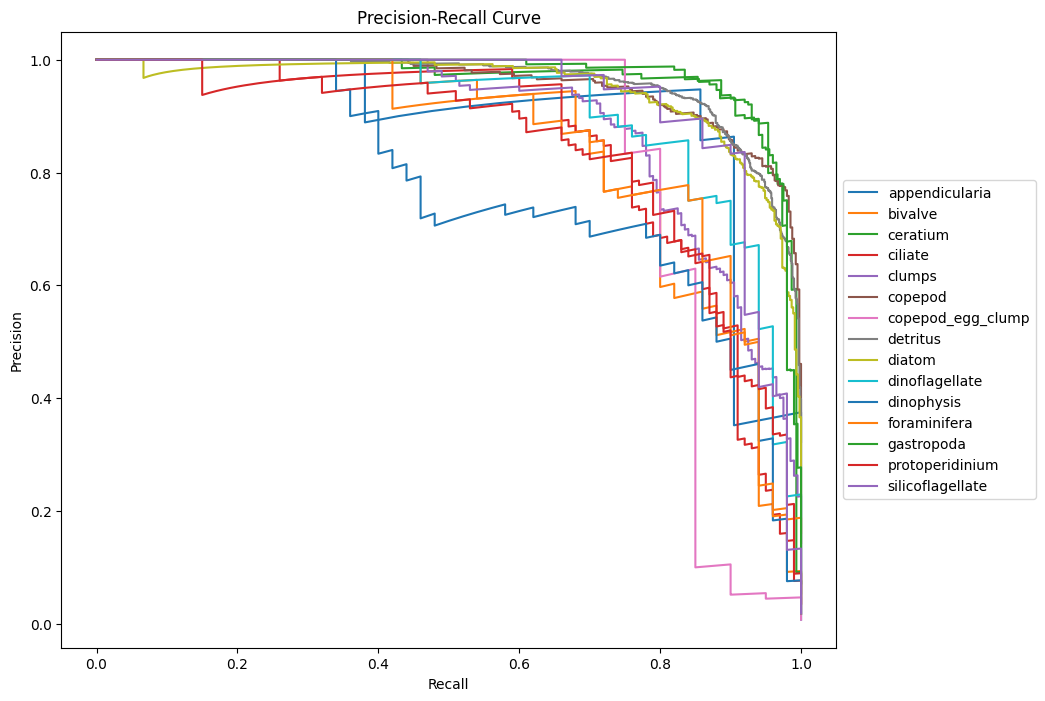 Precision-Recall Curve
Precision
1.0
0.8
0.6
0.4
0.2
0.0
0.0 0.2 0.4 0.6 0.8 1.0
Recall
appendicularia
bivalve
ceratium
ciliate
clumps
copepod
copepod_egg_clump
detritus
diatom
dinoflagellate
dinophysis
foraminifera
gastropoda
protoperidinium
silicoflagellate